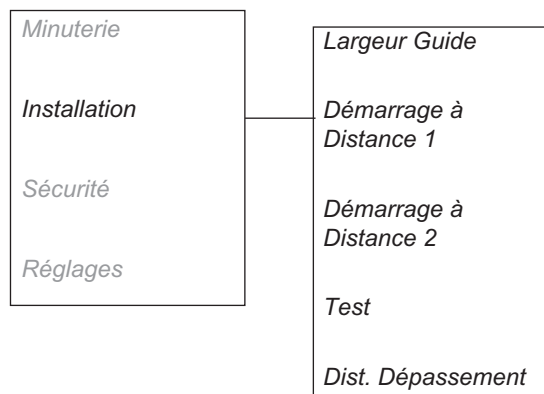 Minuterie
Installation
Sécurité
Réglages
Largeur Guide
Démarrage à
Distance 1
Démarrage à
Distance 2
Test
Dist. Dépassement